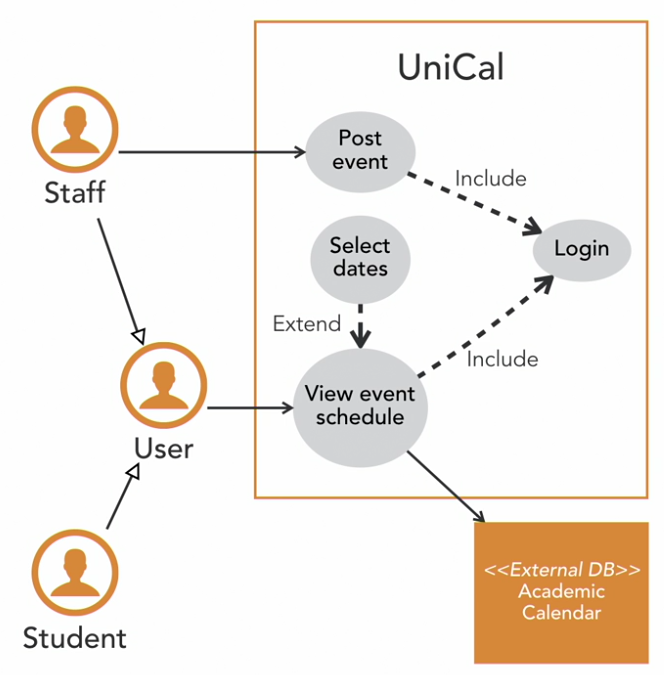 UniCal
Staff
Post
event
Include
Select
dates
Login
Extend
Include
View event
schedule
User
<<External DB>>
Academic
Calendar
Student